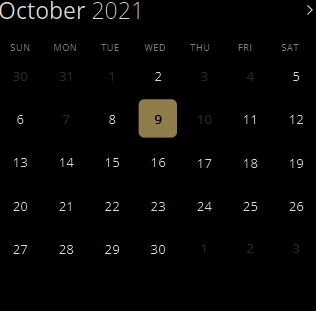 October 2021
SUN MON TUE WED THU FRI SAT
30 31 1 2 3 4 5
6 7 8 9 10 11 12
13 14 15 16 17 18 19
20 21 22 23 24 25 26
27 28 29 30 1 2 3